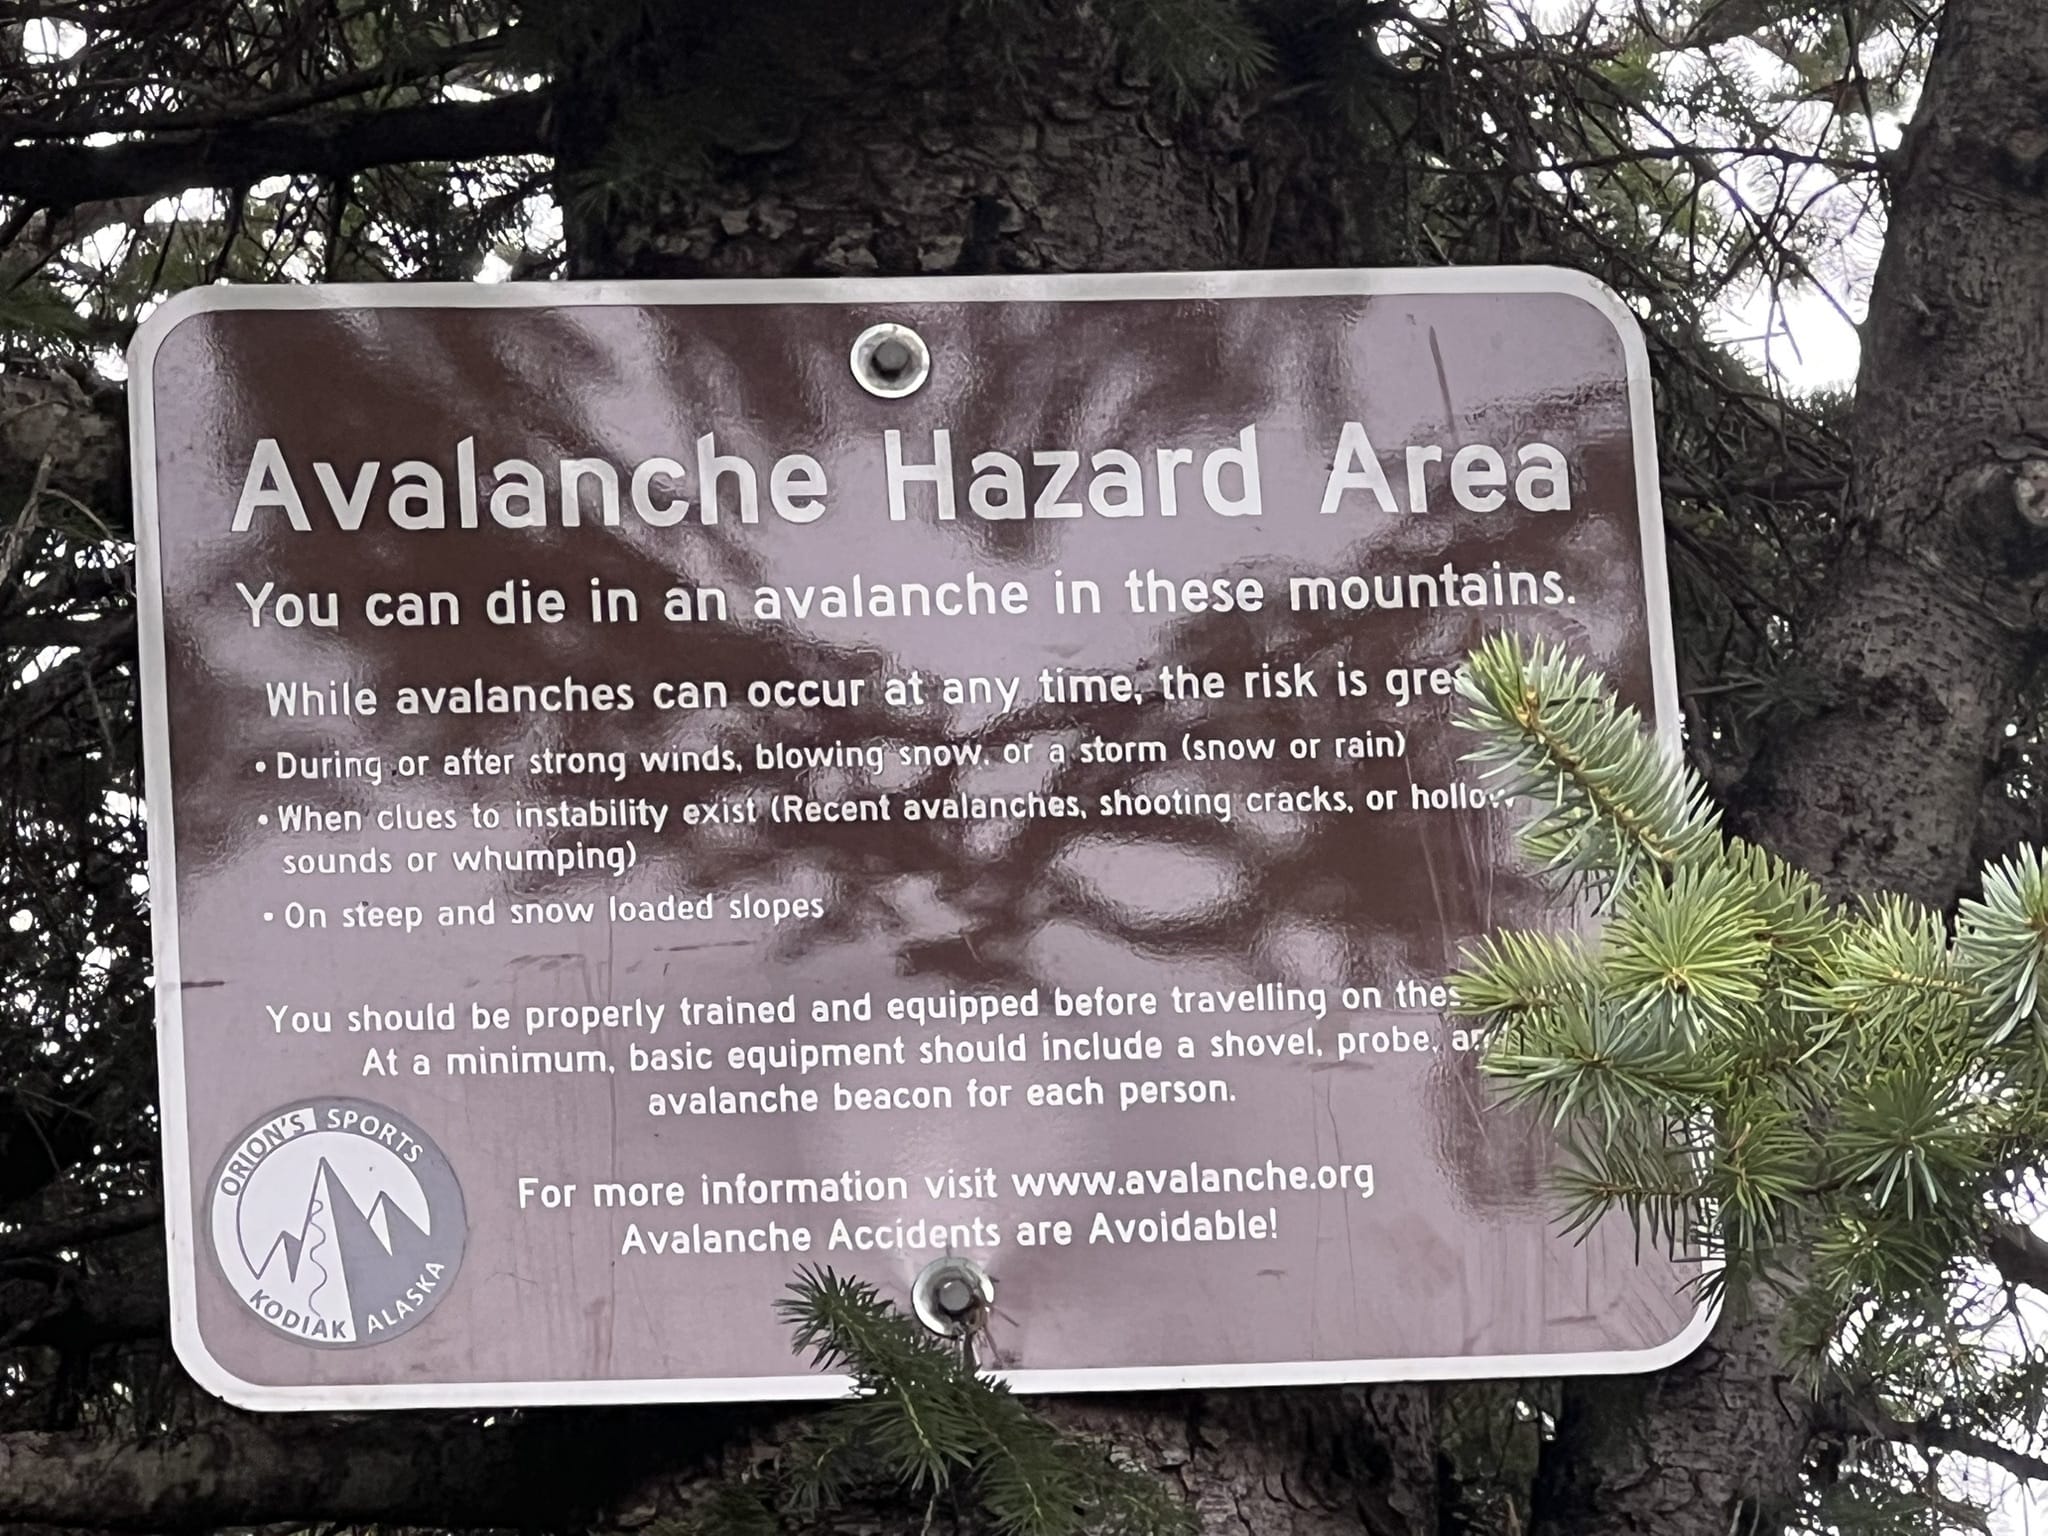 Avalanche Hazard Area
You can die in an avalanche in these mountains.
While avalanches can occur at any time, the risk is
• During or after strong winds, blowing snow, or a storm (snow or rain)
• When clues to instability exist (Recent avalanches, shooting cracks, or hollow
sounds or whumping)
• On steep and snow loaded slopes
You should be properly trained and equipped before travelling on
At a minimum, basic equipment should include a shovel, probe, and
avalanche beacon for each person.
For more information visit www.avalanche.org
Avalanche Accidents are Avoidable!
ORION'S SPORTS
KODIAK ALASKA